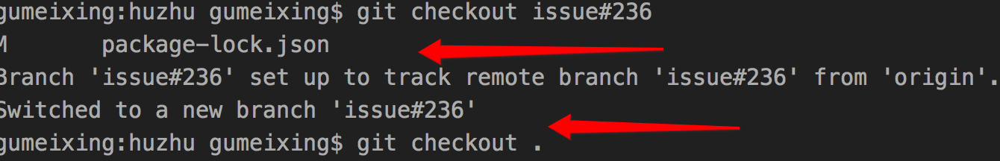 gumeixing:huzhu gumeixing$ git checkout issue#236
M package-lock.json
Branch 'issue#236' set up to track remote branch 'issue#236' from 'origin'.
Switched to a new branch 'issue#236'
gumeixing:huzhu gumeixing$ git checkout .